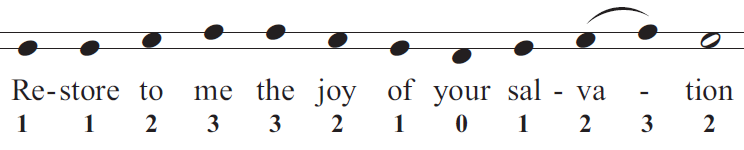 Re-store to me the joy of your sal - va - tion
1 1 2 3 3 2 1 0 1 2 3 2